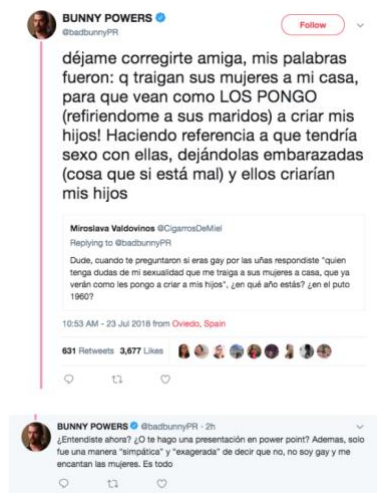 BUNNY POWERS
@badbunnyPR
Follow
déjame corregirte amiga, mis palabras
fueron: q traigan sus mujeres a mi casa,
para que vean como LOS PONGO
(refiriendome a sus maridos) a criar mis
hijos! Haciendo referencia a que tendría
sexo con ellas, dejándolas embarazadas
(cosa que si está mal) y ellos criarían
mis hijos
Miroslava Valdovinos @CigarrosDeMiel
Replying to @badbunnyPR
Dude, cuando te preguntaron si eras gay por las uñas respondiste "quien
tenga dudas de mi sexualidad que me traiga a sus mujeres a casa, que ya
verán como les pongo a criar a mis hijos", ¿en qué año estás? ¿en el puto
1960?
10:53 AM - 23 Jul 2018 from Oviedo, Spain
631 Retweets 3,677 Likes
BUNNY POWERS @badbunnyPR · 2h
¿Entendiste ahora? ¿O te hago una presentación en power point? Ademas, solo
fue una manera "simpática" y "exagerada" de decir que no, no soy gay y me
encantan las mujeres. Es todo